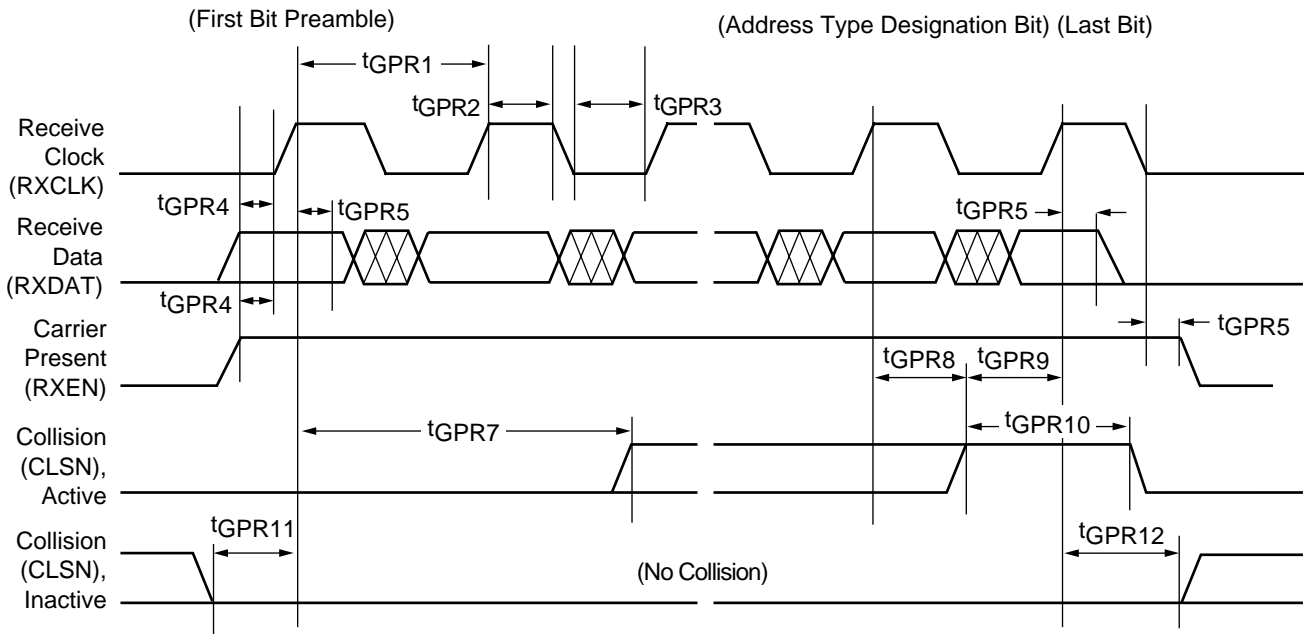 (First Bit Preamble)
(Address Type Designation Bit) (Last Bit)
tGPR1
tGPR2
tGPR3
Receive
Clock
(RXCLK)
tGPR4
tGPR5
tGPR5
Receive
Data
(RXDAT)
tGPR4
Carrier
Present
(RXEN)
tGPR5
tGPR8
tGPR9
Collision
(CLSN),
Active
tGPR7
tGPR10
Collision
(CLSN),
Inactive
tGPR11
(No Collision)
tGPR12